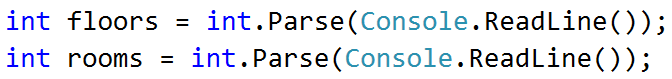 int floors = int.Parse(Console.ReadLine());
int rooms = int.Parse(Console.ReadLine());